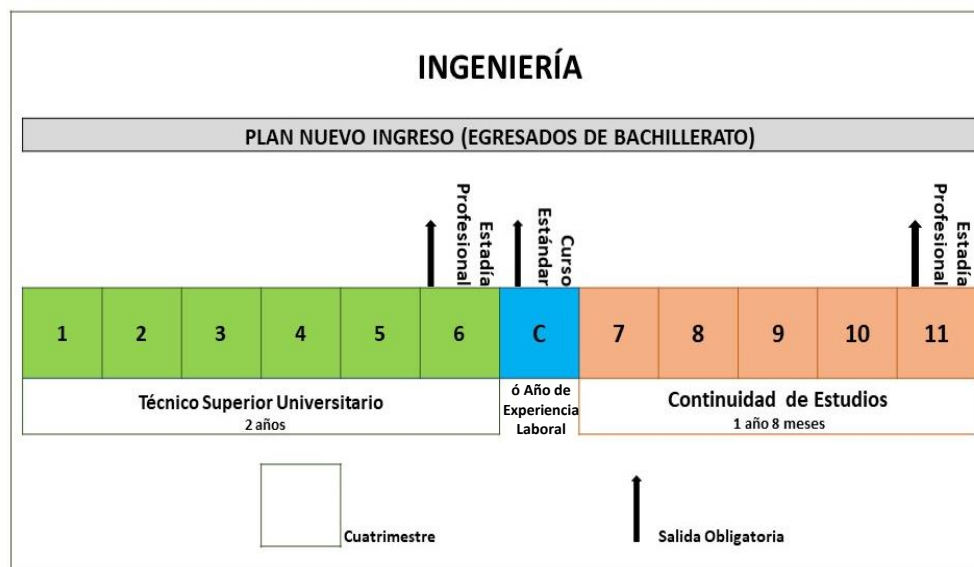 INGENIERÍA
PLAN NUEVO INGRESO (EGRESADOS DE BACHILLERATO)
Estadía
Profesional
Curso
Estándar
Estadía
Profesional
1 2 3 4 5 6 C 7 8 9 10 11
Técnico Superior Universitario
2 años
ó Año de
Experiencia
Laboral
Continuidad de Estudios
1 año 8 meses
Cuatrimestre
Salida Obligatoria